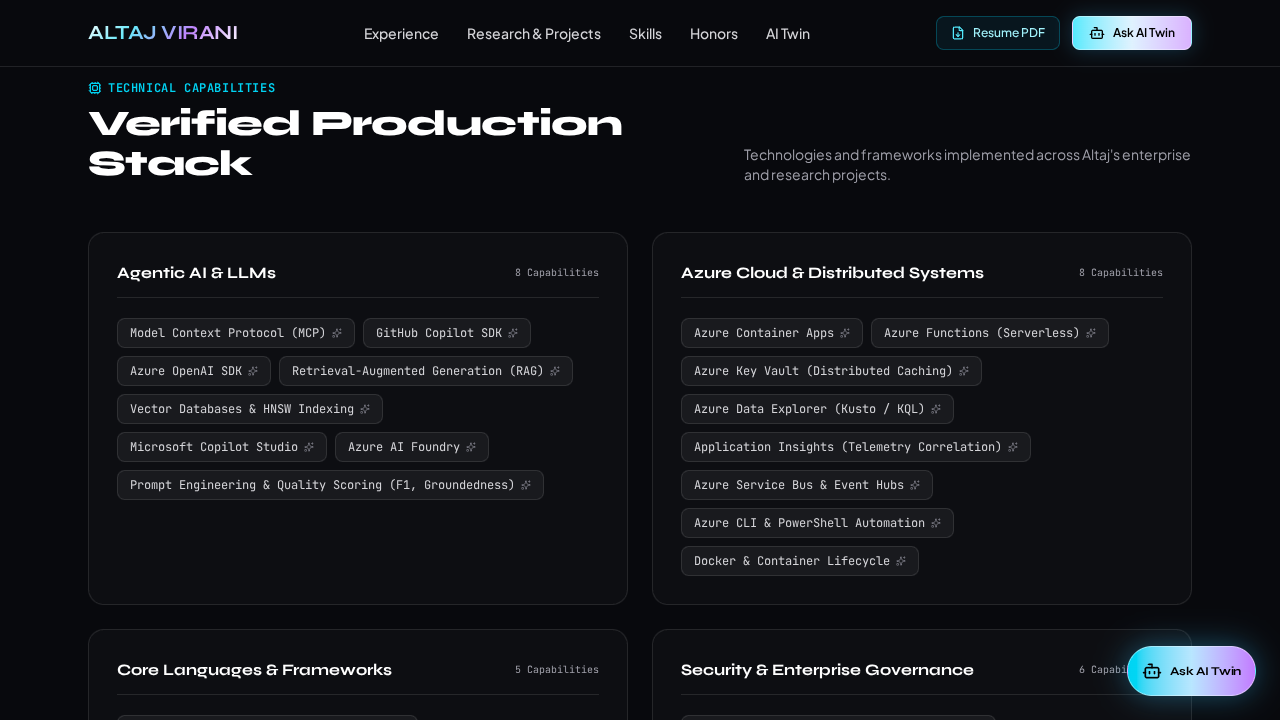 ALTAJ VIRANI
Experience
Research & Projects
Skills
Honors
AI Twin
Resume PDF
Ask AI Twin
TECHNICAL CAPABILITIES
Verified Production
Stack
Technologies and frameworks implemented across Altaj's enterprise
and research projects.
Agentic AI & LLMs
8 Capabilities
Model Context Protocol (MCP)
GitHub Copilot SDK
Azure OpenAI SDK
Retrieval-Augmented Generation (RAG)
Vector Databases & HNSW Indexing
Microsoft Copilot Studio
Azure AI Foundry
Prompt Engineering & Quality Scoring (F1, Groundedness)
Azure Cloud & Distributed Systems
8 Capabilities
Azure Container Apps
Azure Functions (Serverless)
Azure Key Vault (Distributed Caching)
Azure Data Explorer (Kusto / KQL)
Application Insights (Telemetry Correlation)
Azure Service Bus & Event Hubs
Azure CLI & PowerShell Automation
Docker & Container Lifecycle
Core Languages & Frameworks
5 Capabilities
Security & Enterprise Governance
6
Ask AI Twin